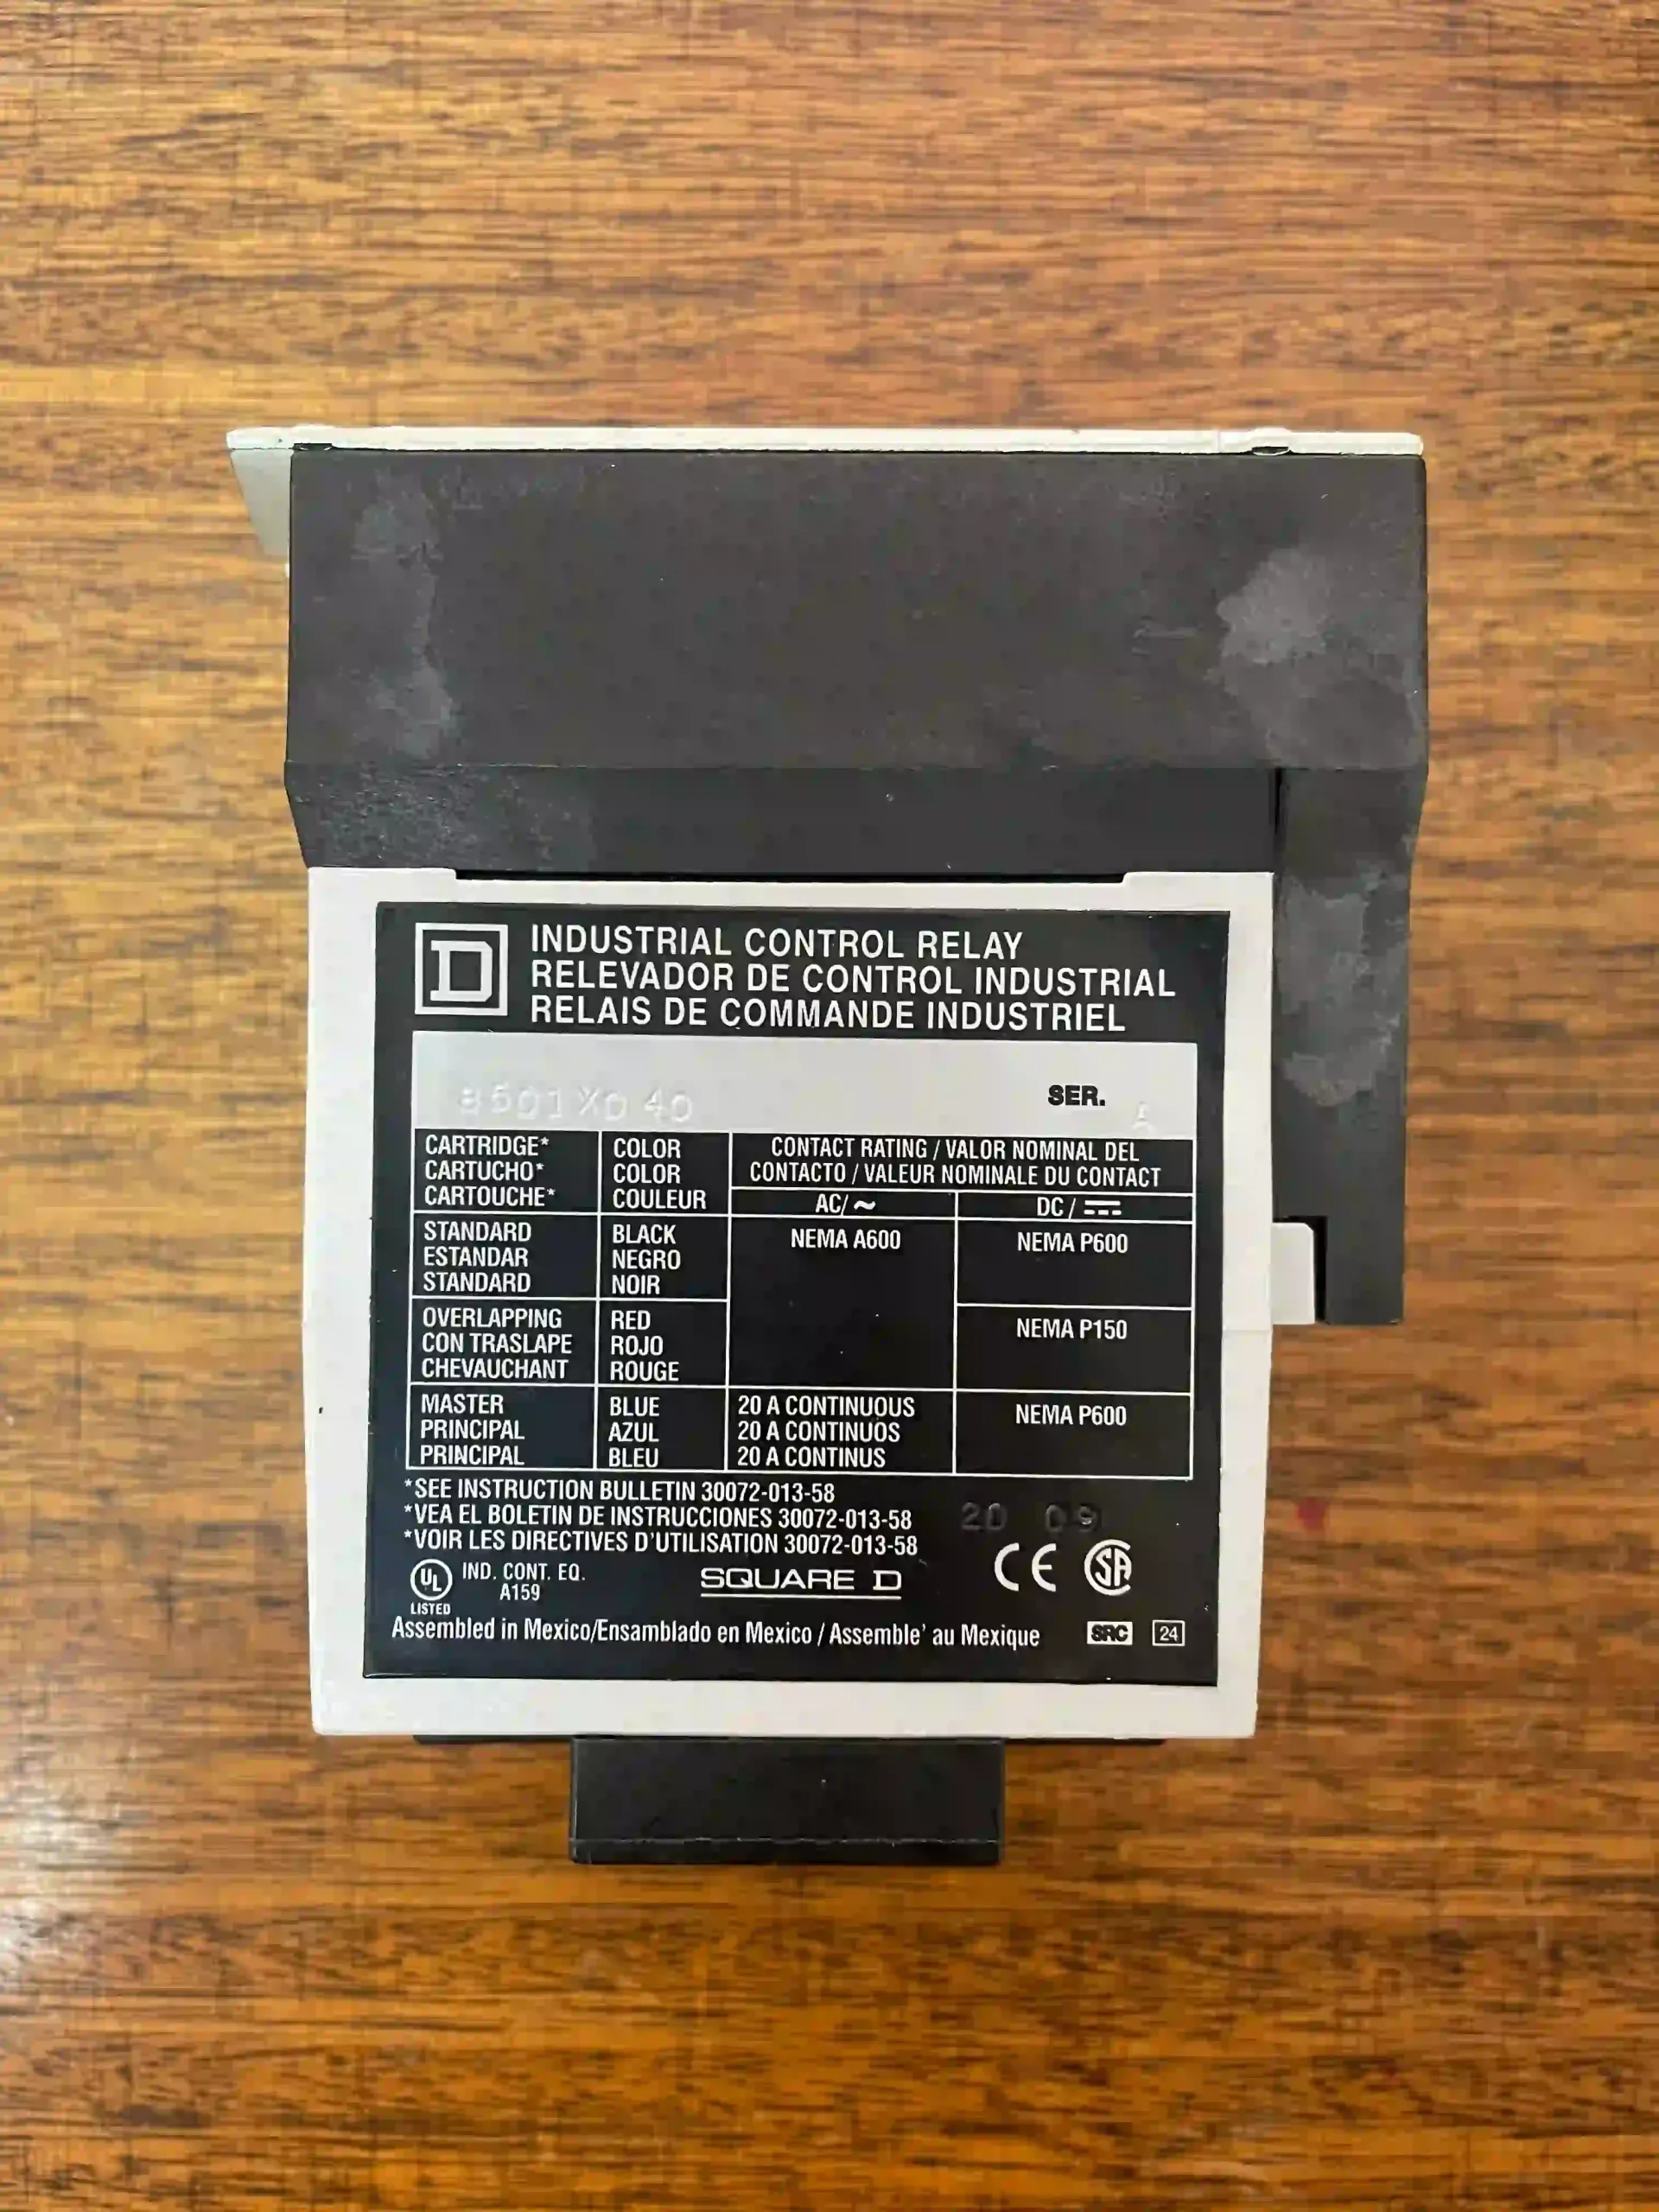 D INDUSTRIAL CONTROL RELAY
RELEVADOR DE CONTROL INDUSTRIAL
RELAIS DE COMMANDE INDUSTRIEL
8501XD 40 SER. A
CARTRIDGE* COLOR CONTACT RATING / VALOR NOMINAL DEL
CARTUCHO* COLOR CONTACTO / VALEUR NOMINALE DU CONTACT
CARTOUCHE* COULEUR AC/ ~ DC / ⎓
STANDARD BLACK NEMA A600 NEMA P600
ESTANDAR NEGRO
STANDARD NOIR
OVERLAPPING RED NEMA P150
CON TRASLAPE ROJO
CHEVAUCHANT ROUGE
MASTER BLUE 20 A CONTINUOUS NEMA P600
PRINCIPAL AZUL 20 A CONTINUOS
PRINCIPAL BLEU 20 A CONTINUS
*SEE INSTRUCTION BULLETIN 30072-013-58
*VEA EL BOLETIN DE INSTRUCCIONES 30072-013-58 20 09
*VOIR LES DIRECTIVES D'UTILISATION 30072-013-58
UL LISTED IND. CONT. EQ. A159 SQUARE D CE SA
Assembled in Mexico/Ensamblado en Mexico / Assemble' au Mexique SRC 24